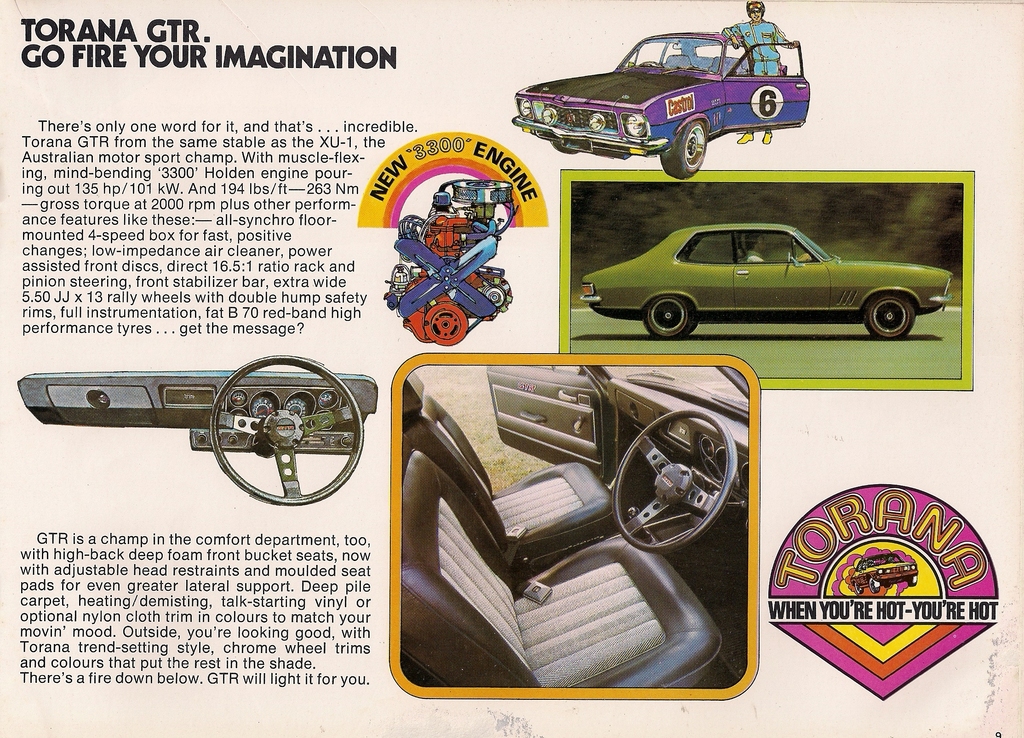 TORANA GTR.
GO FIRE YOUR IMAGINATION
There's only one word for it, and that's . . . incredible.
Torana GTR from the same stable as the XU-1, the
Australian motor sport champ. With muscle-flex-
ing, mind-bending '3300' Holden engine pour-
ing out 135 hp/101 kW. And 194 lbs/ft—263 Nm
—gross torque at 2000 rpm plus other perform-
ance features like these:— all-synchro floor-
mounted 4-speed box for fast, positive
changes; low-impedance air cleaner, power
assisted front discs, direct 16.5:1 ratio rack and
pinion steering, front stabilizer bar, extra wide
5.50 JJ x 13 rally wheels with double hump safety
rims, full instrumentation, fat B 70 red-band high
performance tyres . . . get the message?
NEW '3300' ENGINE
Castrol
6
GTR is a champ in the comfort department, too,
with high-back deep foam front bucket seats, now
with adjustable head restraints and moulded seat
pads for even greater lateral support. Deep pile
carpet, heating/demisting, talk-starting vinyl or
optional nylon cloth trim in colours to match your
movin' mood. Outside, you're looking good, with
Torana trend-setting style, chrome wheel trims
and colours that put the rest in the shade.
There's a fire down below. GTR will light it for you.
TORANA
WHEN YOU'RE HOT-YOU'RE HOT
9